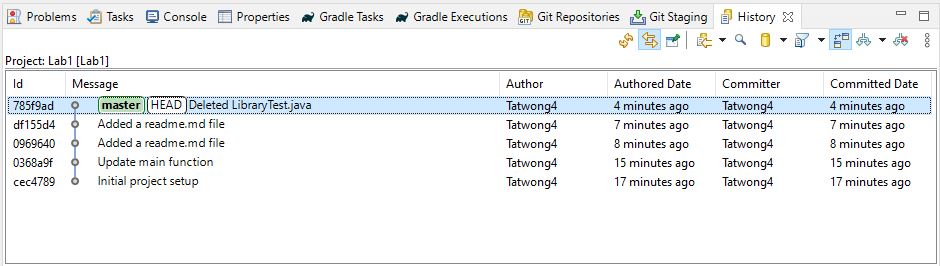 Problems Tasks Console Properties Gradle Tasks Gradle Executions Git Repositories Git Staging History
Project: Lab1 [Lab1]
Id Message Author Authored Date Committer Committed Date
785f9ad master HEAD Deleted LibraryTest.java Tatwong4 4 minutes ago Tatwong4 4 minutes ago
df155d4 Added a readme.md file Tatwong4 7 minutes ago Tatwong4 7 minutes ago
0969640 Added a readme.md file Tatwong4 8 minutes ago Tatwong4 8 minutes ago
0368a9f Update main function Tatwong4 15 minutes ago Tatwong4 15 minutes ago
cec4789 Initial project setup Tatwong4 17 minutes ago Tatwong4 17 minutes ago